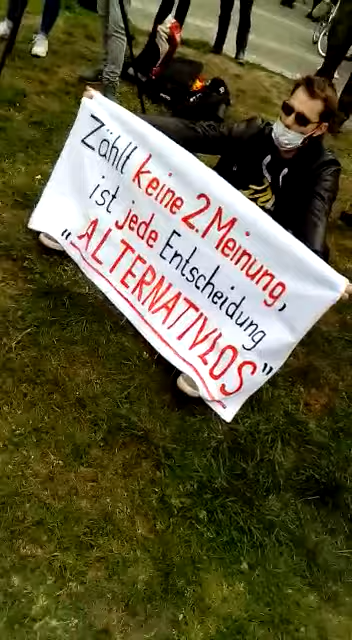 Zählt keine 2. Meinung,
ist jede Entscheidung
"ALTERNATIVLOS"